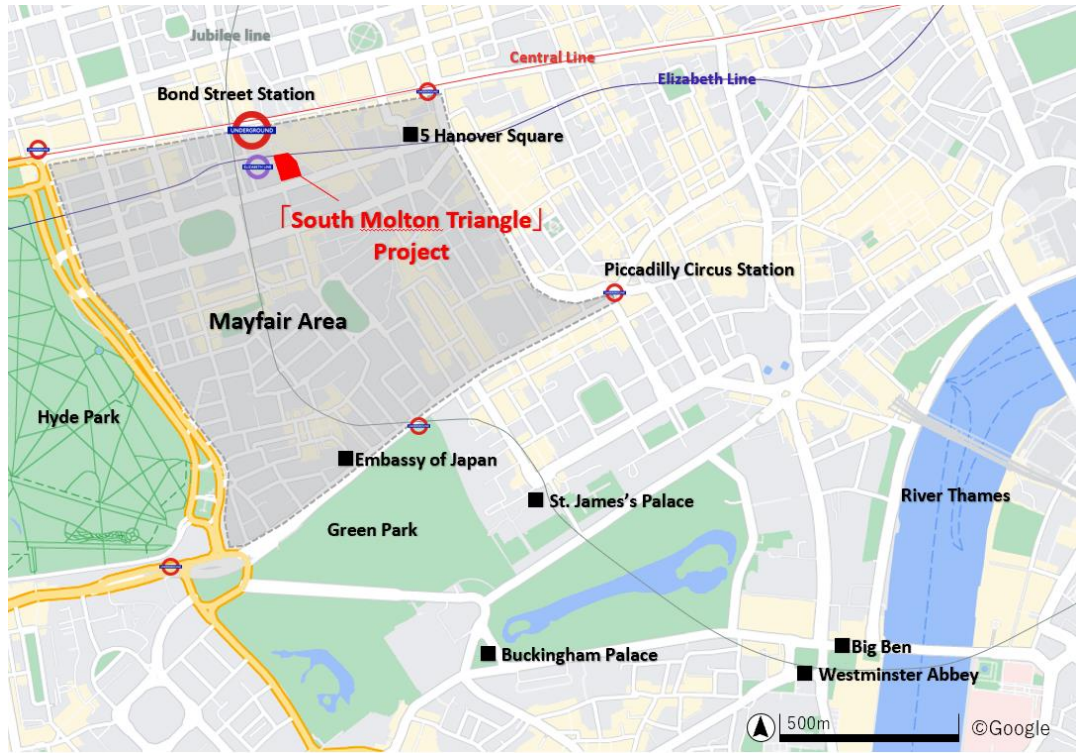 Jubilee line
Central Line
Elizabeth Line
Bond Street Station
UNDERGROUND
5 Hanover Square
ELIZABETH LINE
「South Molton Triangle」
Project
Piccadilly Circus Station
Mayfair Area
Hyde Park
Embassy of Japan
St. James's Palace
River Thames
Green Park
Big Ben
Buckingham Palace
Westminster Abbey
500m
©Google